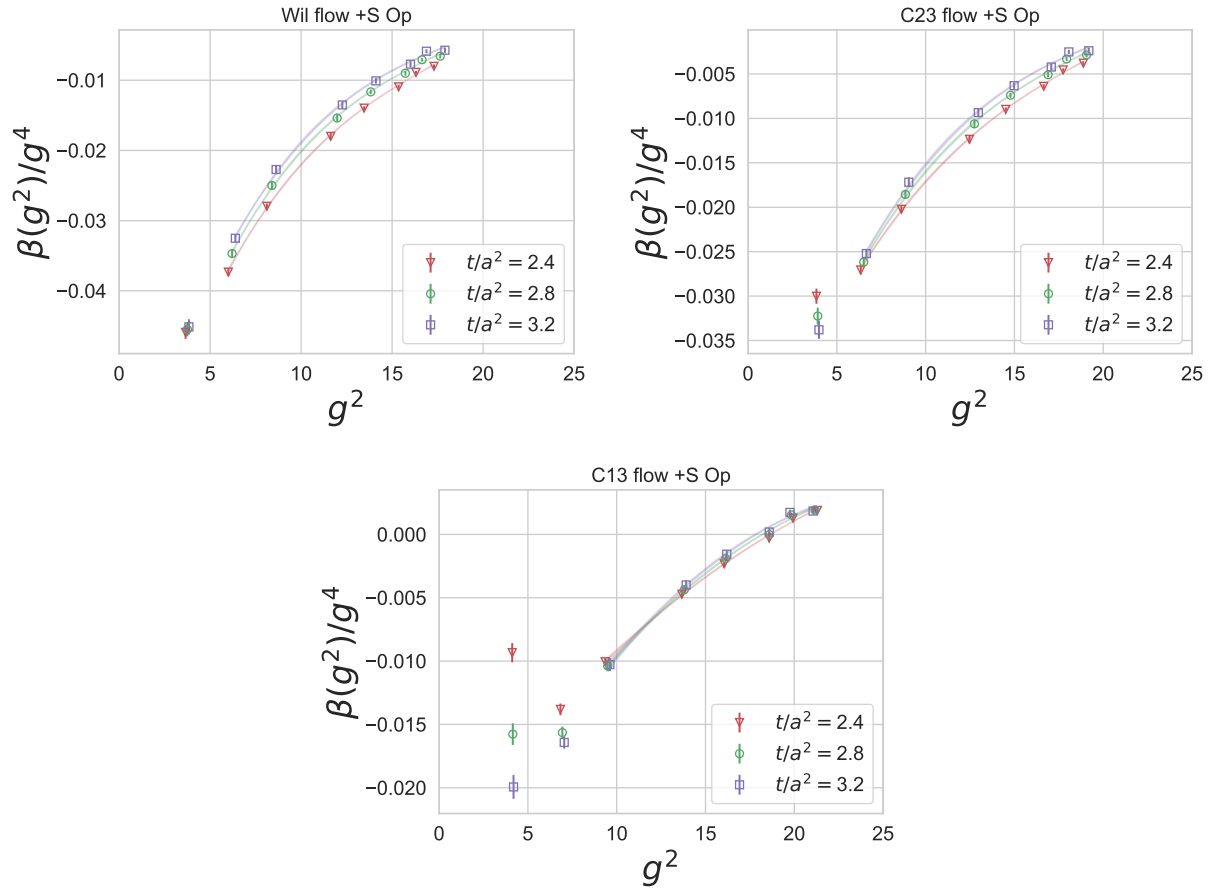 Wil flow +S Op
−0.01
−0.02
−0.03
−0.04
β(g²)/g⁴
0 5 10 15 20 25
g²
t/a² = 2.4
t/a² = 2.8
t/a² = 3.2
C23 flow +S Op
−0.005
−0.010
−0.015
−0.020
−0.025
−0.030
−0.035
β(g²)/g⁴
0 5 10 15 20 25
g²
t/a² = 2.4
t/a² = 2.8
t/a² = 3.2
C13 flow +S Op
0.000
−0.005
−0.010
−0.015
−0.020
β(g²)/g⁴
0 5 10 15 20 25
g²
t/a² = 2.4
t/a² = 2.8
t/a² = 3.2